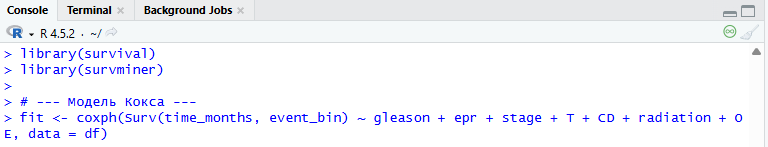 Console Terminal × Background Jobs ×
R 4.5.2 · ~/
> library(survival)
> library(survminer)
>
> # --- Модель Кокса ---
> fit <- coxph(Surv(time_months, event_bin) ~ gleason + epr + stage + T + CD + radiation + O
E, data = df)